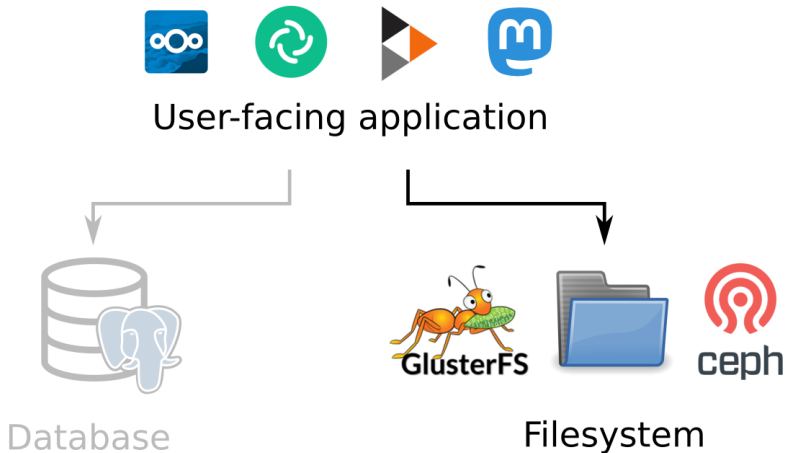 m
User-facing application
GlusterFS
ceph
Database
Filesystem